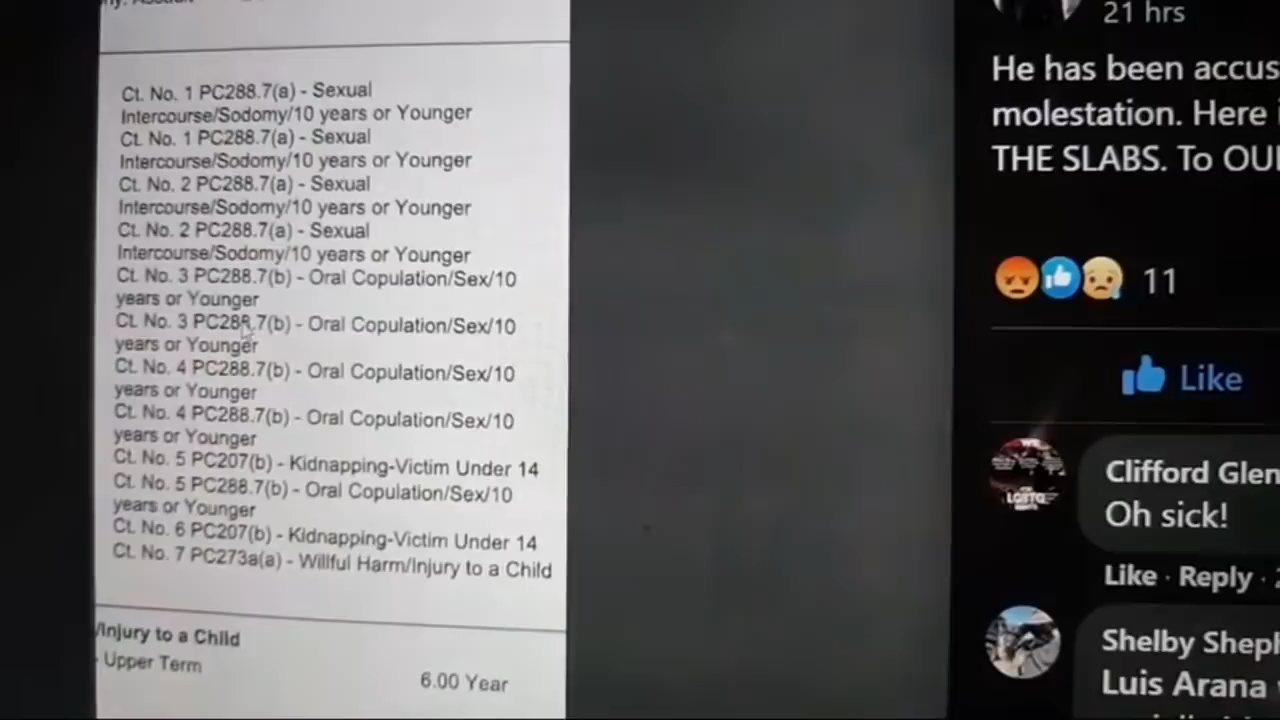 Ct. No. 1 PC288.7(a) - Sexual
Intercourse/Sodomy/10 years or Younger
Ct. No. 1 PC288.7(a) - Sexual
Intercourse/Sodomy/10 years or Younger
Ct. No. 2 PC288.7(a) - Sexual
Intercourse/Sodomy/10 years or Younger
Ct. No. 2 PC288.7(a) - Sexual
Intercourse/Sodomy/10 years or Younger
Ct. No. 3 PC288.7(b) - Oral Copulation/Sex/10
years or Younger
Ct. No. 3 PC288.7(b) - Oral Copulation/Sex/10
years or Younger
Ct. No. 4 PC288.7(b) - Oral Copulation/Sex/10
years or Younger
Ct. No. 4 PC288.7(b) - Oral Copulation/Sex/10
years or Younger
Ct. No. 5 PC207(b) - Kidnapping-Victim Under 14
Ct. No. 5 PC288.7(b) - Oral Copulation/Sex/10
years or Younger
Ct. No. 6 PC207(b) - Kidnapping-Victim Under 14
Ct. No. 7 PC273a(a) - Willful Harm/Injury to a Child
/Injury to a Child
- Upper Term
6.00 Year
21 hrs
He has been accus
molestation. Here
THE SLABS. To OU
11
Like
Clifford Glen
Oh sick!
Like · Reply ·
Shelby Sheph
Luis Arana